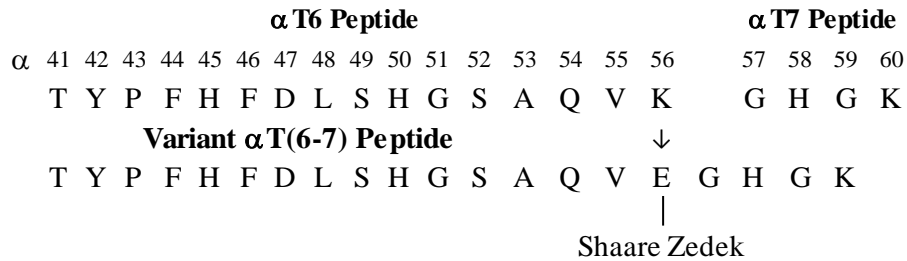 α T6 Peptide α T7 Peptide
α 41 42 43 44 45 46 47 48 49 50 51 52 53 54 55 56 57 58 59 60
T Y P F H F D L S H G S A Q V K G H G K
Variant α T(6-7) Peptide ↓
T Y P F H F D L S H G S A Q V E G H G K
Shaare Zedek